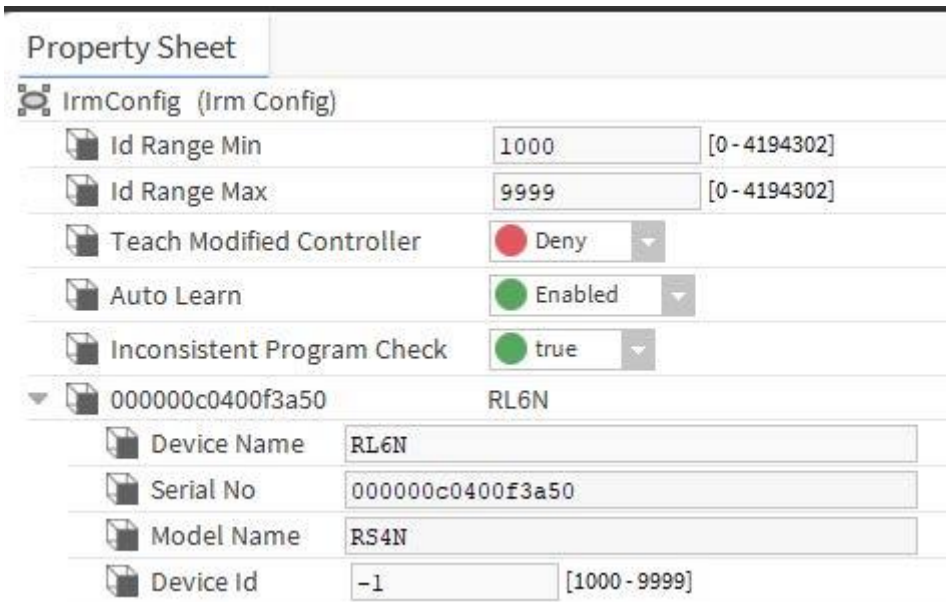 Property Sheet
IrmConfig (Irm Config)
Id Range Min 1000 [0 - 4194302]
Id Range Max 9999 [0 - 4194302]
Teach Modified Controller Deny
Auto Learn Enabled
Inconsistent Program Check true
000000c0400f3a50 RL6N
Device Name RL6N
Serial No 000000c0400f3a50
Model Name RS4N
Device Id -1 [1000 - 9999]